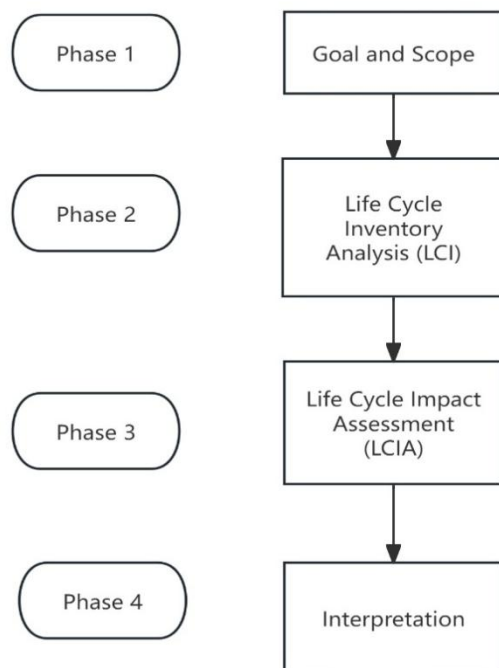 Phase 1
Goal and Scope
Phase 2
Life Cycle
Inventory
Analysis (LCI)
Phase 3
Life Cycle Impact
Assessment
(LCIA)
Phase 4
Interpretation